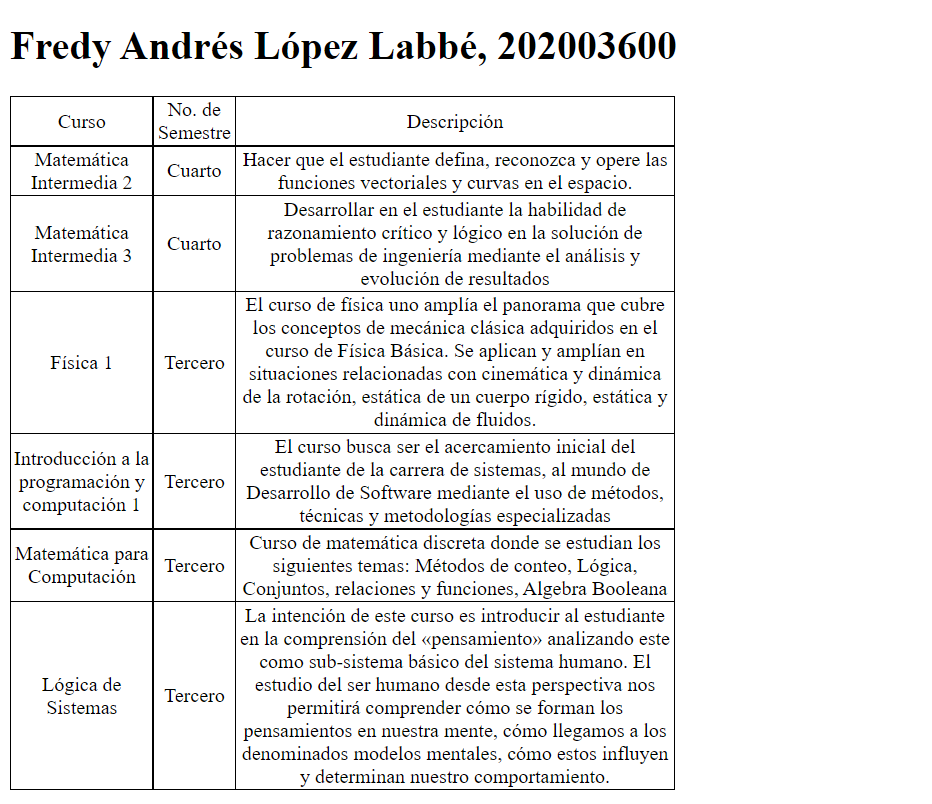 Fredy Andrés López Labbé, 202003600
Curso
No. de
Semestre
Descripción
Matemática
Intermedia 2
Cuarto
Hacer que el estudiante defina, reconozca y opere las
funciones vectoriales y curvas en el espacio.
Matemática
Intermedia 3
Cuarto
Desarrollar en el estudiante la habilidad de
razonamiento crítico y lógico en la solución de
problemas de ingeniería mediante el análisis y
evolución de resultados
Física 1
Tercero
El curso de física uno amplía el panorama que cubre
los conceptos de mecánica clásica adquiridos en el
curso de Física Básica. Se aplican y amplían en
situaciones relacionadas con cinemática y dinámica
de la rotación, estática de un cuerpo rígido, estática y
dinámica de fluidos.
Introducción a la
programación y
computación 1
Tercero
El curso busca ser el acercamiento inicial del
estudiante de la carrera de sistemas, al mundo de
Desarrollo de Software mediante el uso de métodos,
técnicas y metodologías especializadas
Matemática para
Computación
Tercero
Curso de matemática discreta donde se estudian los
siguientes temas: Métodos de conteo, Lógica,
Conjuntos, relaciones y funciones, Algebra Booleana
Lógica de
Sistemas
Tercero
La intención de este curso es introducir al estudiante
en la comprensión del «pensamiento» analizando este
como sub-sistema básico del sistema humano. El
estudio del ser humano desde esta perspectiva nos
permitirá comprender cómo se forman los
pensamientos en nuestra mente, cómo llegamos a los
denominados modelos mentales, cómo estos influyen
y determinan nuestro comportamiento.